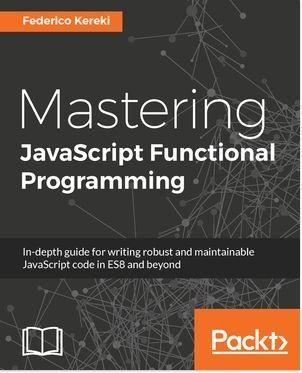 Federico Kereki
Mastering
JavaScript Functional
Programming
In-depth guide for writing robust and maintainable
JavaScript code in ES8 and beyond
Packt>